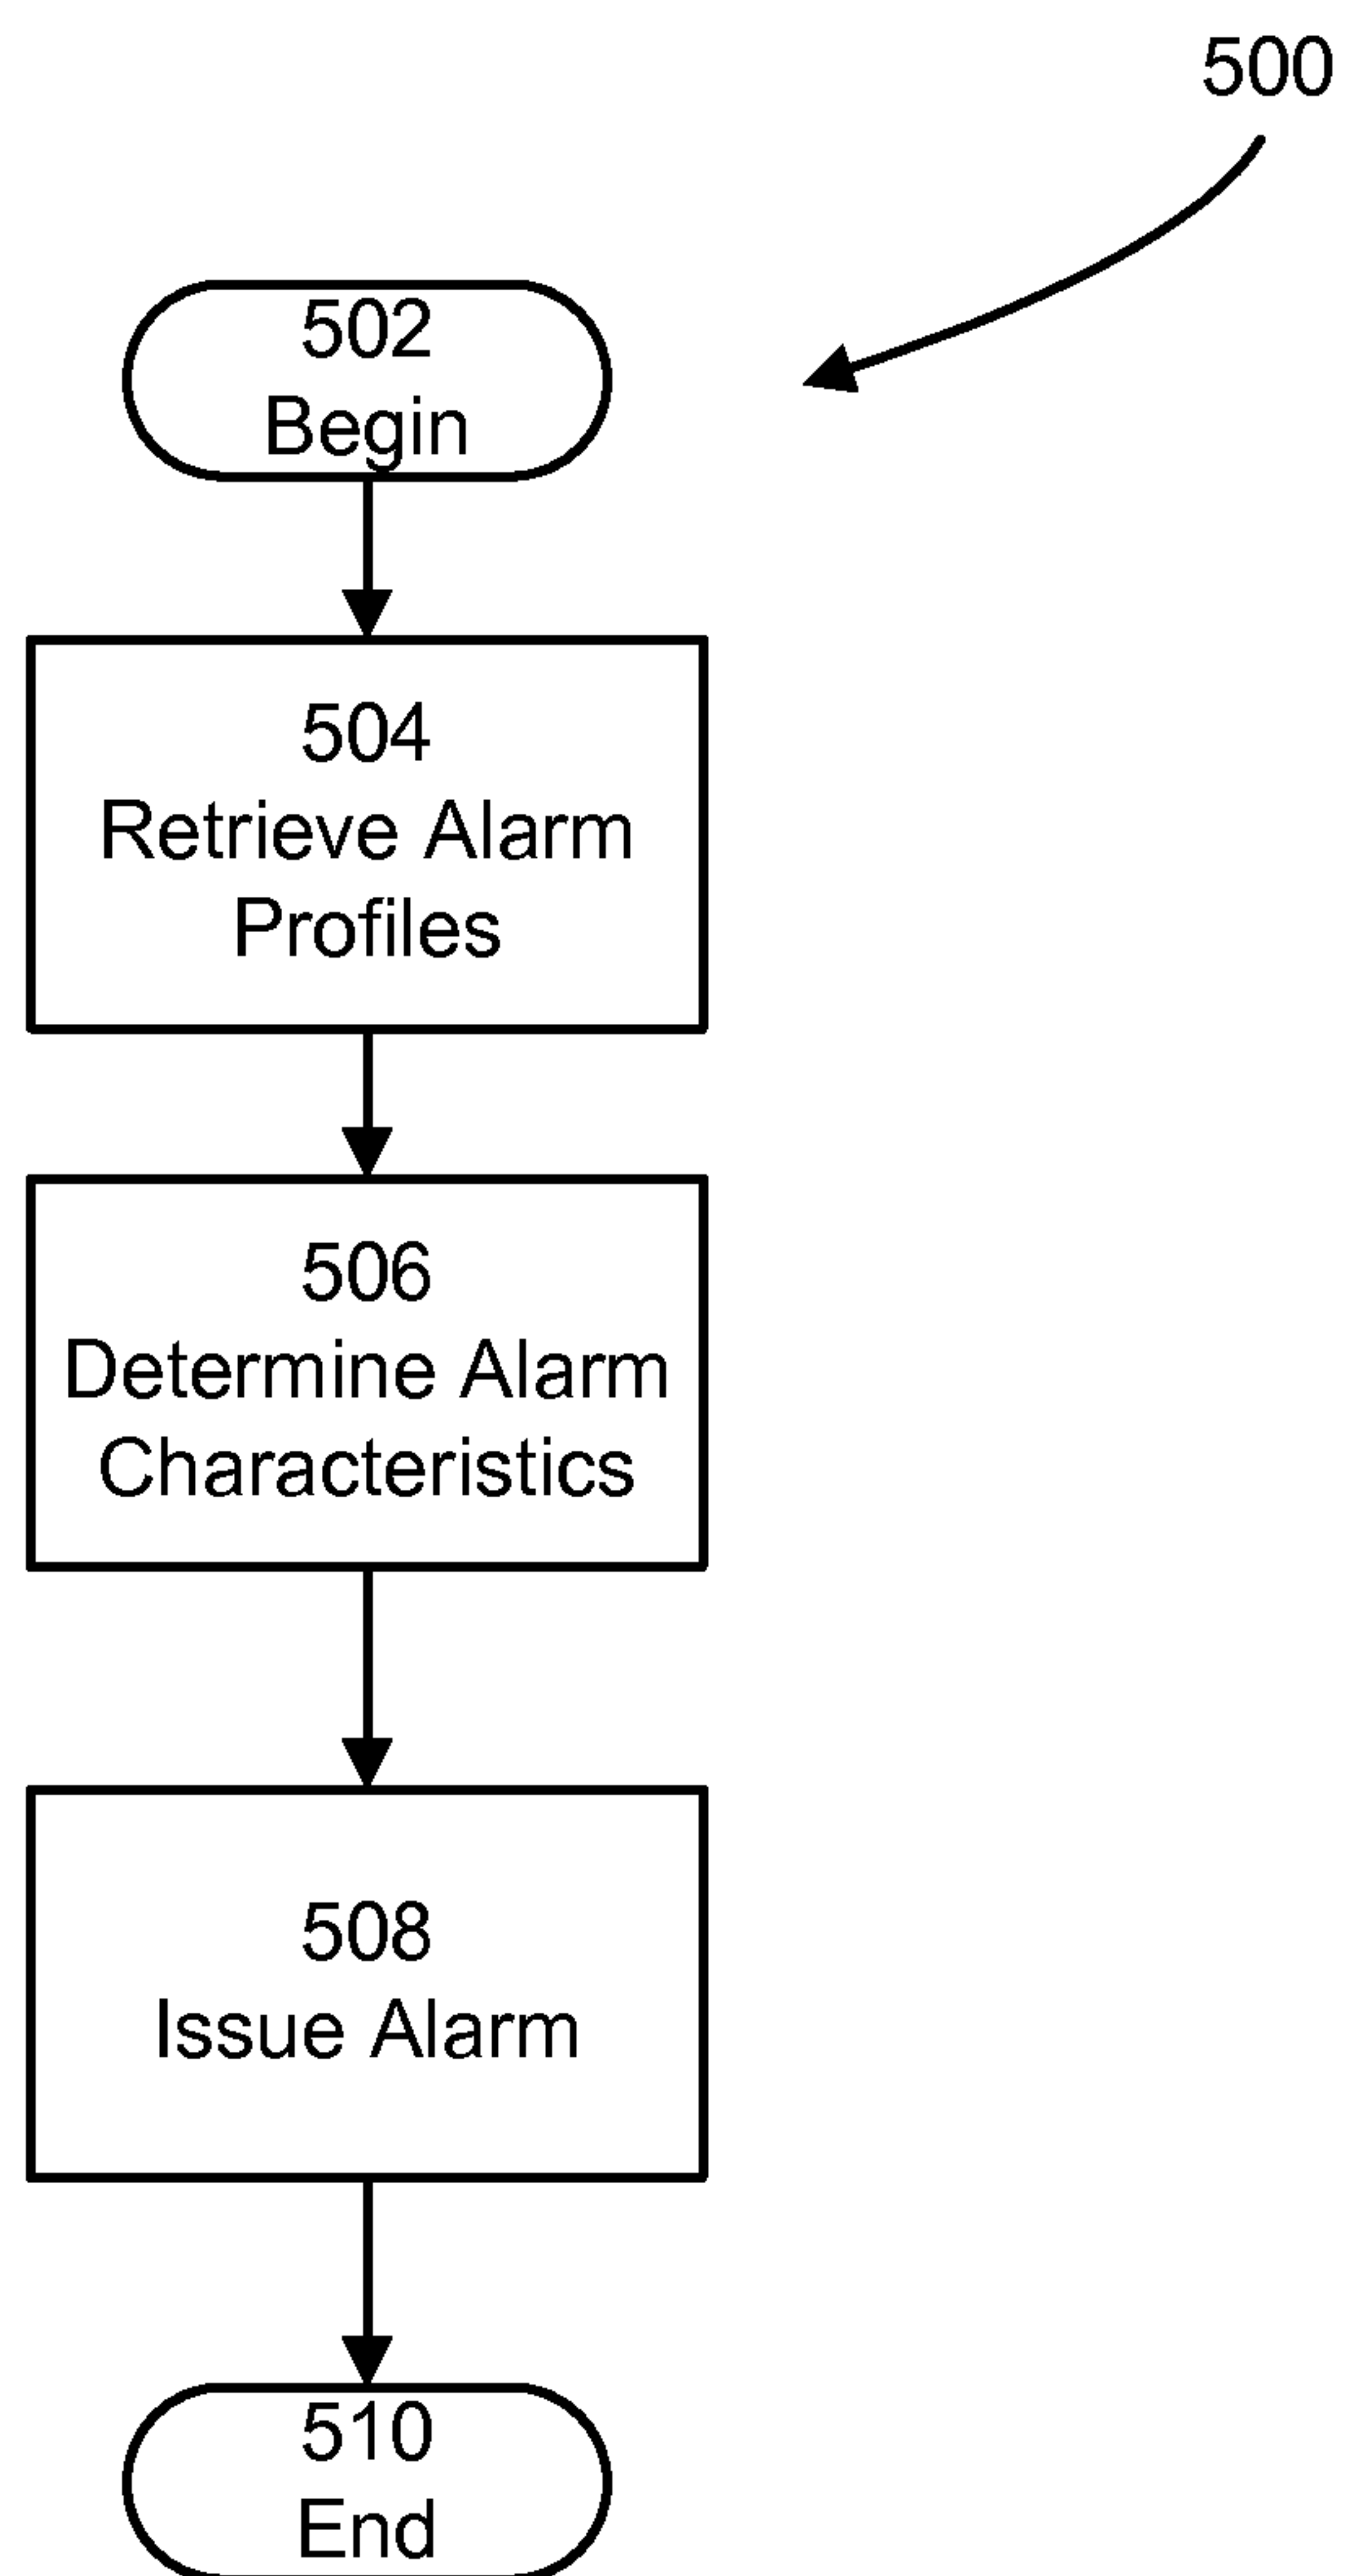 500
502
Begin
504
Retrieve Alarm
Profiles
506
Determine Alarm
Characteristics
508
Issue Alarm
510
End